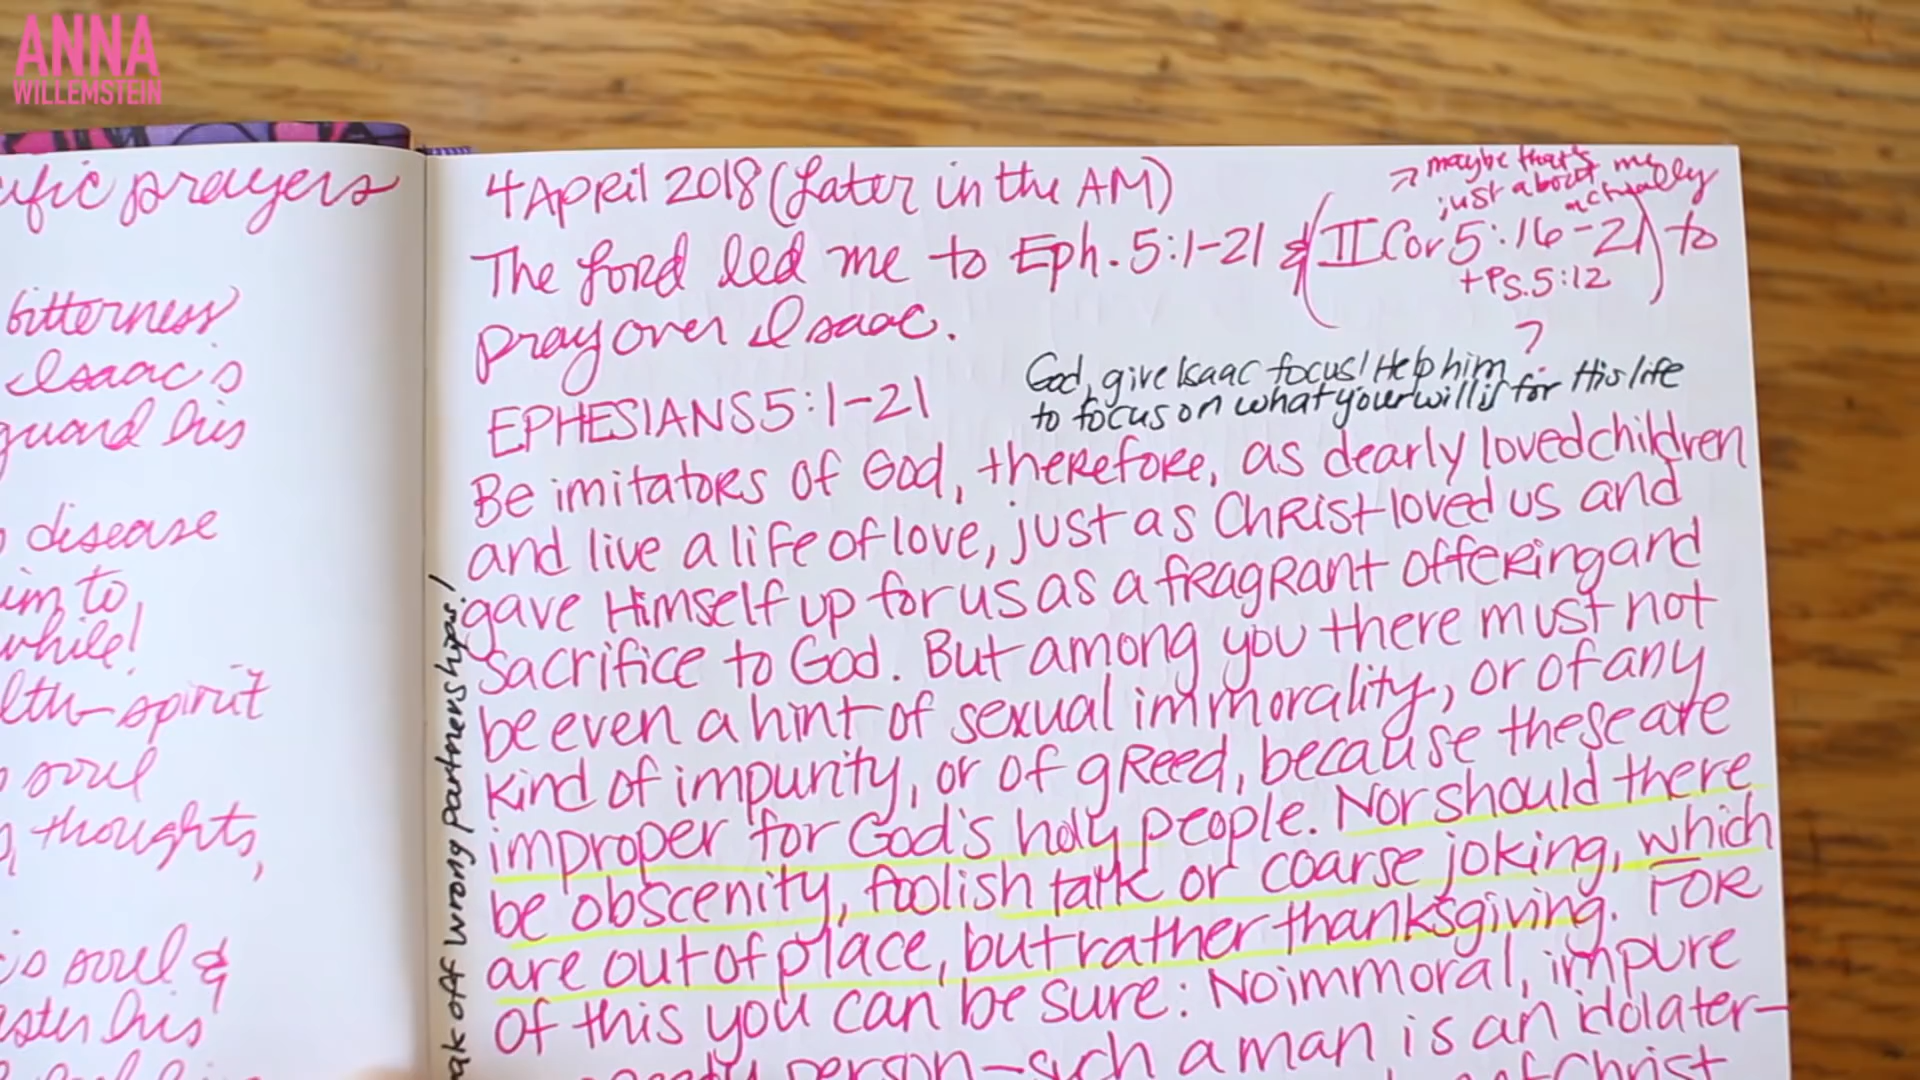 ANNA
WILLEMSTEIN
prayers
bitterness
Isaac's
guard his
disease
to
while!
spirit
soul
thoughts,
soul &
his
4 April 2018 (Later in the AM)
maybe that's me
just about
actually
The Lord led me to Eph. 5:1-21 & (II Cor 5:16-21) to
+Ps. 5:12
pray over Isaac.
?
God, give Isaac focus! Help him
to focus on what your will is for His life
EPHESIANS 5:1-21
Be imitators of God, therefore, as dearly loved children
and live a life of love, just as Christ loved us and
gave Himself up for us as a fragrant offering and
sacrifice to God. But among you there must not
be even a hint of sexual immorality, or of any
kind of impurity, or of greed, because these are
improper for God's holy people. Nor should there
be obscenity, foolish talk or coarse joking, which
are out of place, but rather thanksgiving. For
of this you can be sure: No immoral, impure
person-such a man is an idolater-
of Christ
off wrong partnerships!